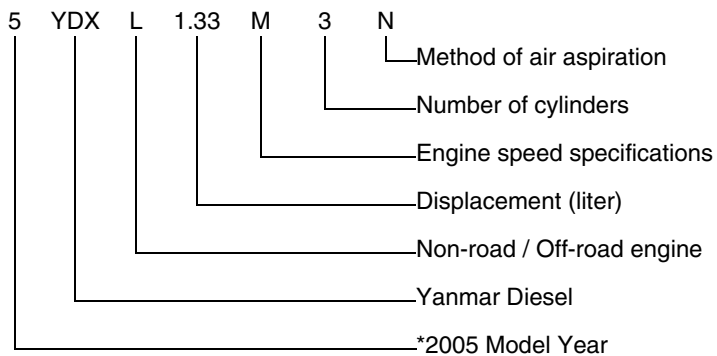 5 YDX L 1.33 M 3 N
Method of air aspiration
Number of cylinders
Engine speed specifications
Displacement (liter)
Non-road / Off-road engine
Yanmar Diesel
*2005 Model Year